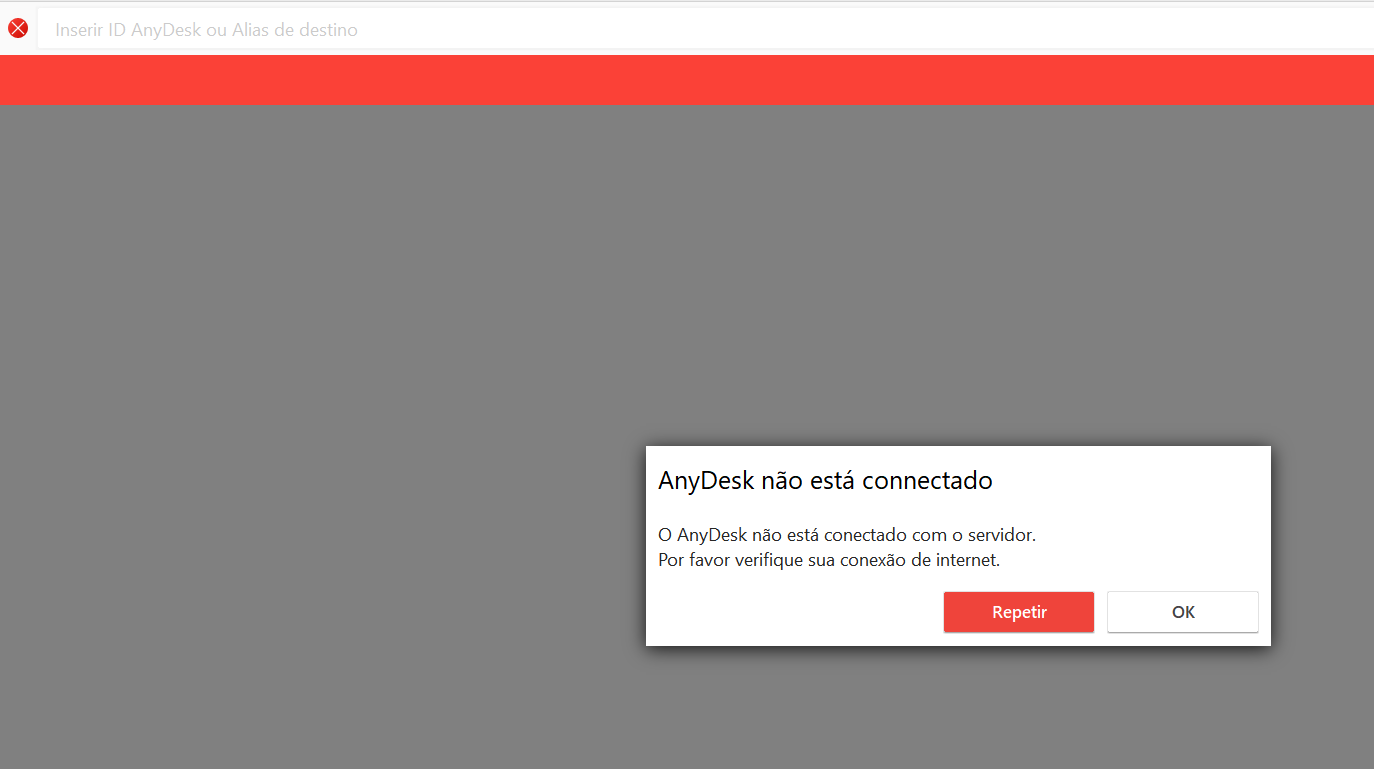 Inserir ID AnyDesk ou Alias de destino
AnyDesk não está connectado
O AnyDesk não está conectado com o servidor.
Por favor verifique sua conexão de internet.
Repetir
OK